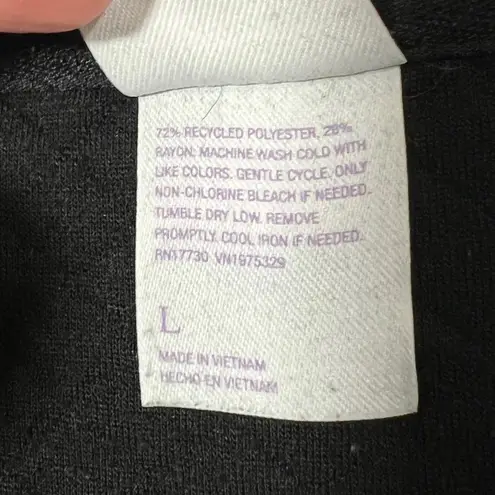 72% RECYCLED POLYESTER, 28%
RAYON: MACHINE WASH COLD WITH
LIKE COLORS. GENTLE CYCLE. ONLY
NON-CHLORINE BLEACH IF NEEDED.
TUMBLE DRY LOW. REMOVE
PROMPTLY. COOL IRON IF NEEDED.
RN17730 VN1975329
L
MADE IN VIETNAM
HECHO EN VIETNAM